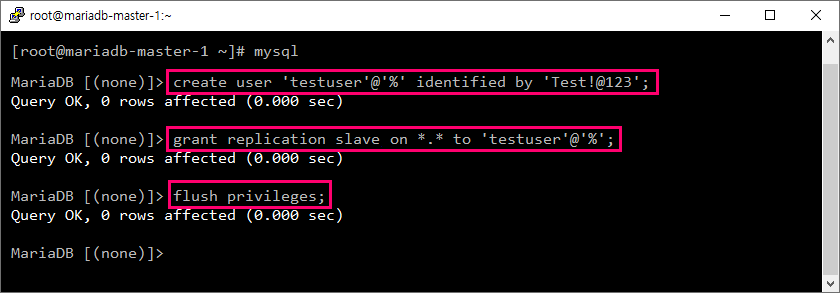 root@mariadb-master-1:~
[root@mariadb-master-1 ~]# mysql
MariaDB [(none)]> create user 'testuser'@'%' identified by 'Test!@123';
Query OK, 0 rows affected (0.000 sec)
MariaDB [(none)]> grant replication slave on *.* to 'testuser'@'%';
Query OK, 0 rows affected (0.000 sec)
MariaDB [(none)]> flush privileges;
Query OK, 0 rows affected (0.000 sec)
MariaDB [(none)]>